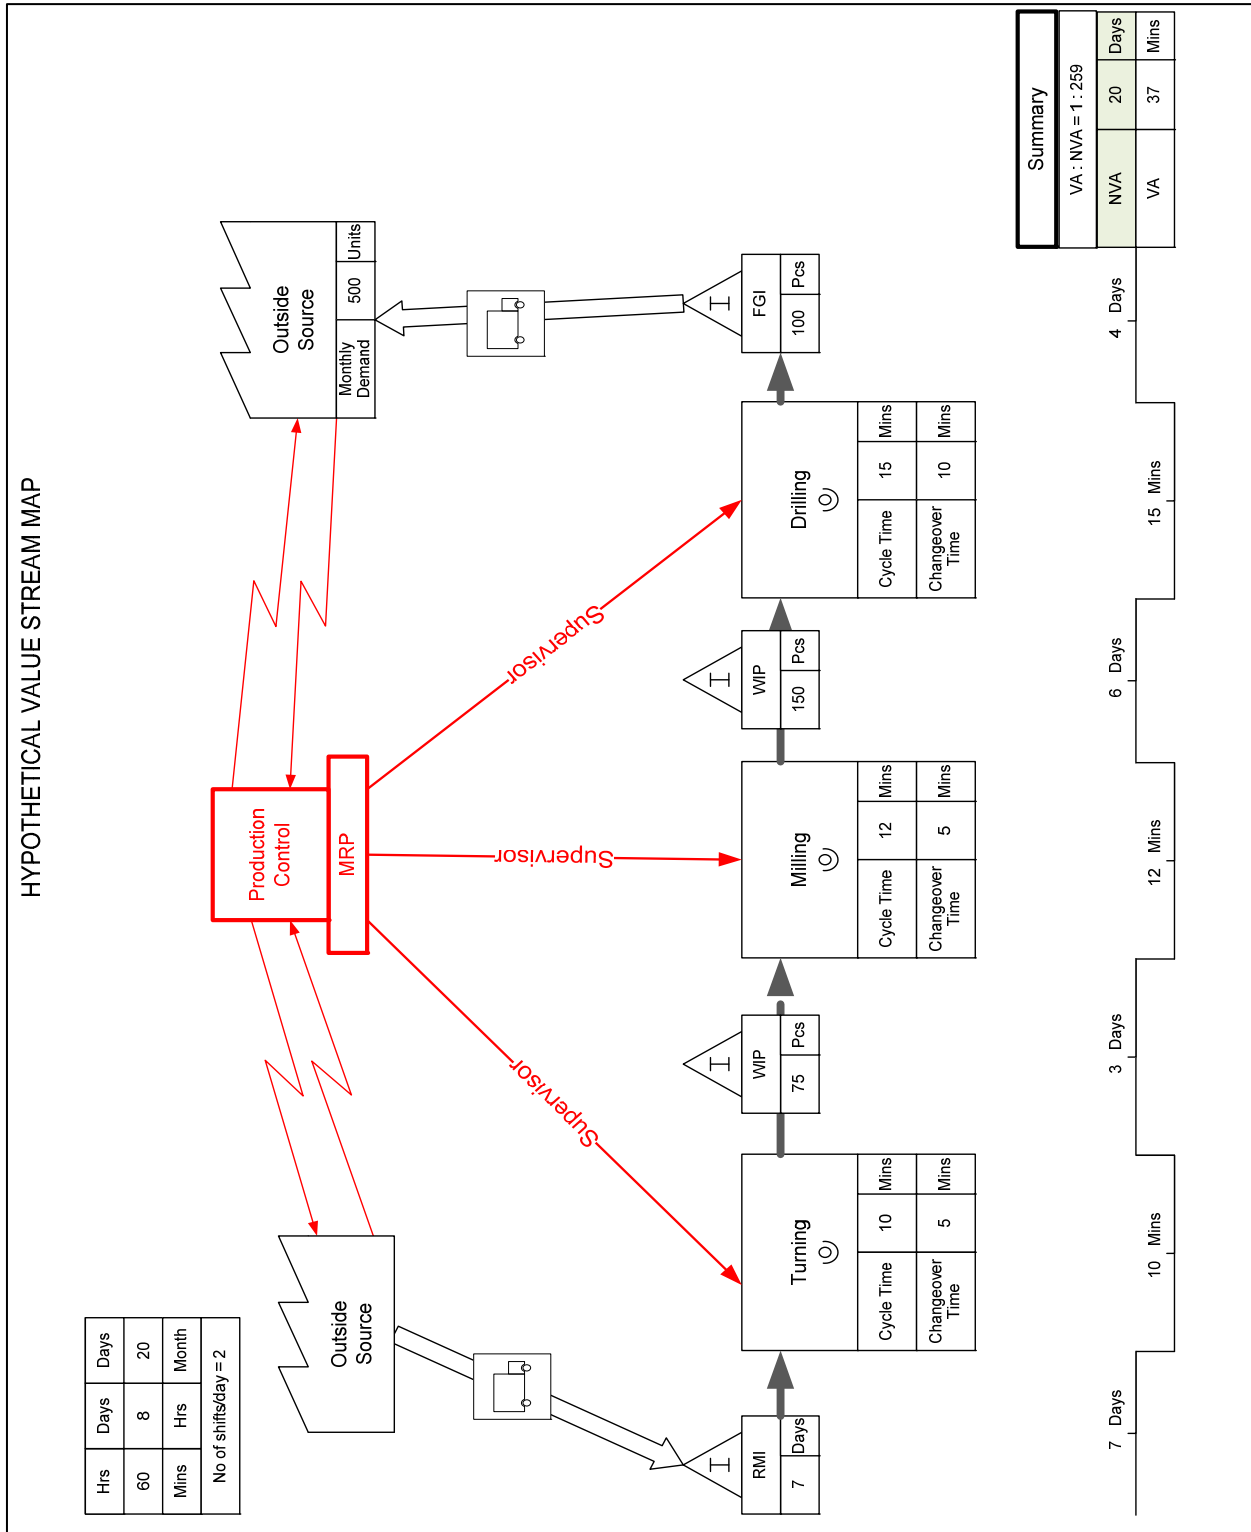 HYPOTHETICAL VALUE STREAM MAP
Hrs Days Days
60 8 20
Mins Hrs Month
No of shifts/day = 2
Outside
Source
Production
Control
MRP
Outside
Source
Monthly
Demand
500 Units
Supervisor
Supervisor
Supervisor
I
RMI
7 Days
Turning
Cycle Time 10 Mins
Changeover
Time
5 Mins
I
WIP
75 Pcs
Milling
Cycle Time 12 Mins
Changeover
Time
5 Mins
I
WIP
150 Pcs
Drilling
Cycle Time 15 Mins
Changeover
Time
10 Mins
I
FGI
100 Pcs
7 Days
10 Mins
3 Days
12 Mins
6 Days
15 Mins
4 Days
Summary
VA : NVA = 1 : 259
NVA 20 Days
VA 37 Mins